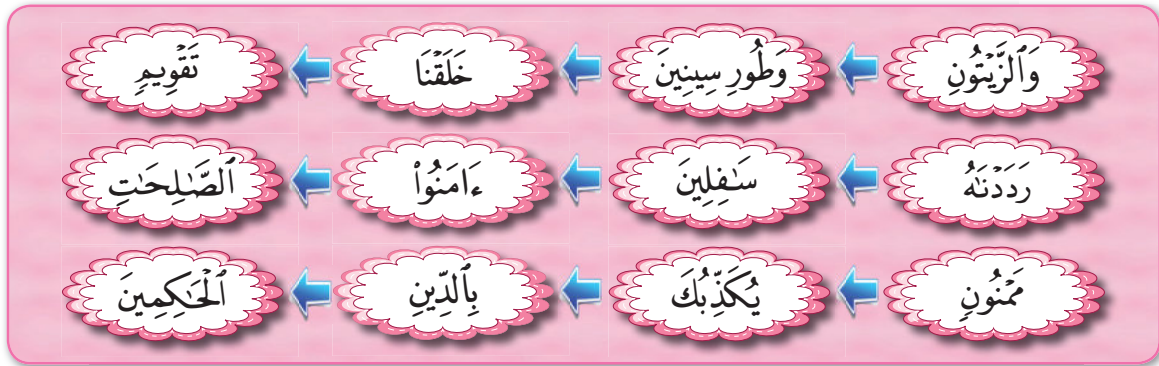 وَٱلزَّيۡتُونِ وَطُورِ سِينِينَ خَلَقۡنَا تَقۡوِيمٖ
رَدَدۡنَٰهُ سَٰفِلِينَ ءَامَنُواْ ٱلصَّٰلِحَٰتِ
مَمۡنُونٖ يُكَذِّبُكَ بِٱلدِّينِ ٱلۡحَٰكِمِينَ